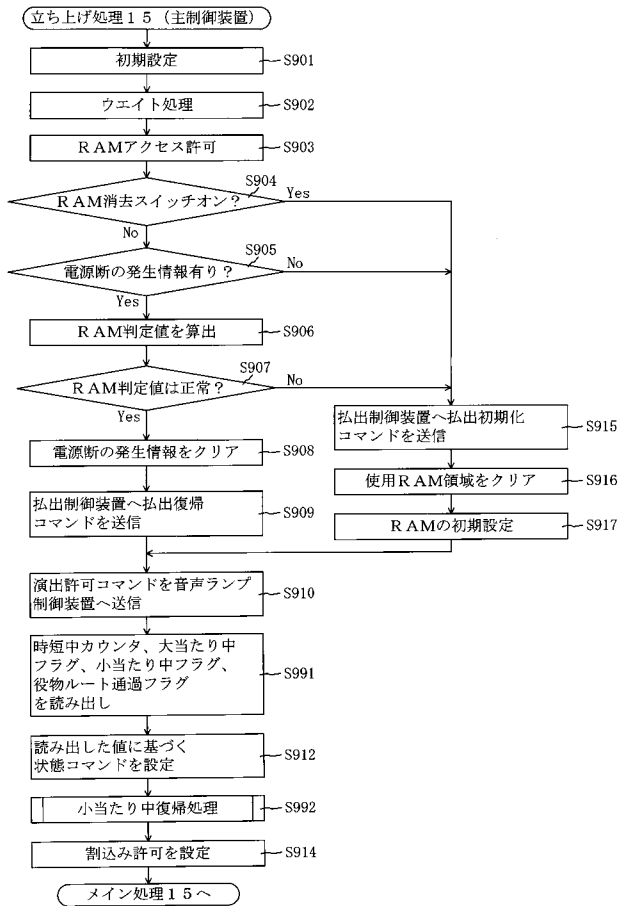 立ち上げ処理１５（主制御装置）
初期設定
S901
ウエイト処理
S902
ＲＡＭアクセス許可
S903
S904
ＲＡＭ消去スイッチオン？
Yes
No
S905
電源断の発生情報有り？
No
Yes
ＲＡＭ判定値を算出
S906
S907
ＲＡＭ判定値は正常？
No
Yes
電源断の発生情報をクリア
S908
払出制御装置へ払出復帰
コマンドを送信
S909
払出制御装置へ払出初期化
コマンドを送信
S915
使用ＲＡＭ領域をクリア
S916
ＲＡＭの初期設定
S917
演出許可コマンドを音声ランプ
制御装置へ送信
S910
時短中カウンタ、大当たり中
フラグ、小当たり中フラグ、
役物ルート通過フラグ
を読み出し
S991
読み出した値に基づく
状態コマンドを設定
S912
小当たり中復帰処理
S992
割込み許可を設定
S914
メイン処理１５へ